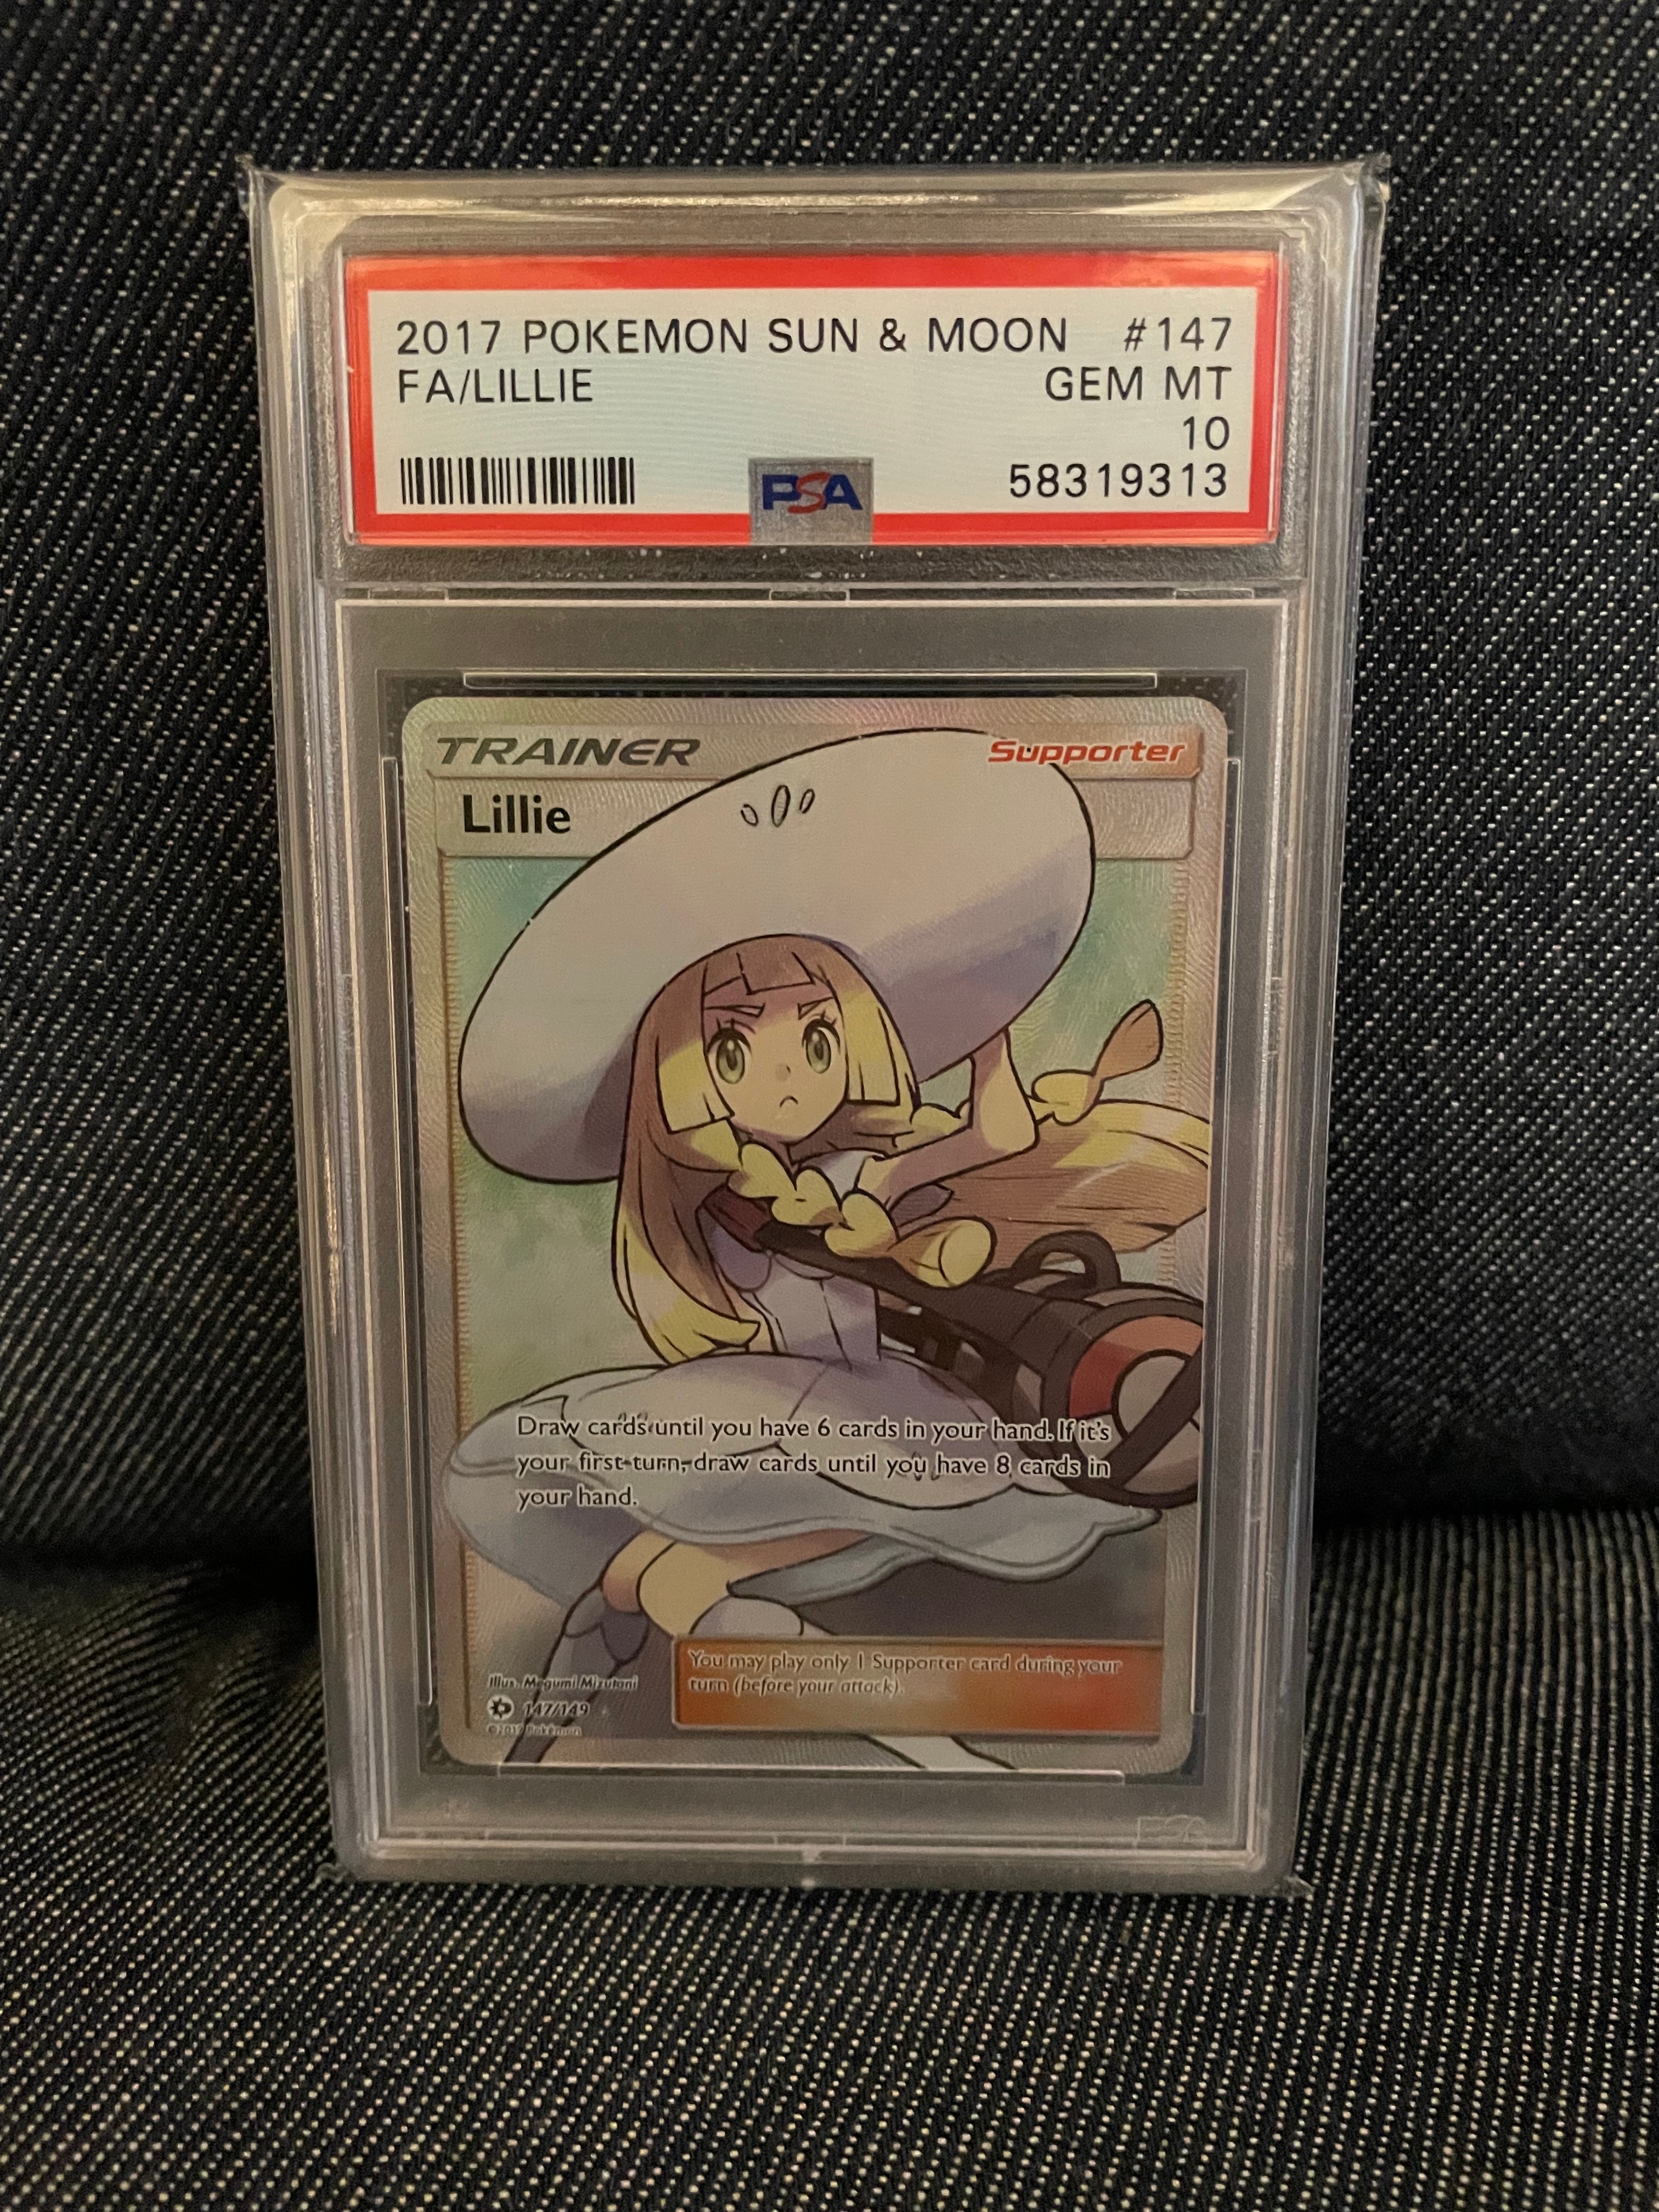 2017 POKEMON SUN & MOON #147
FA/LILLIE GEM MT
10
PSA 58319313
TRAINER Supporter
Lillie
Draw cards until you have 6 cards in your hand. If it's
your first turn, draw cards until you have 8 cards in
your hand.
You may play only 1 Supporter card during your
turn (before your attack).
Illus. Megumi Mizutani
147/149
©2017 Pokémon